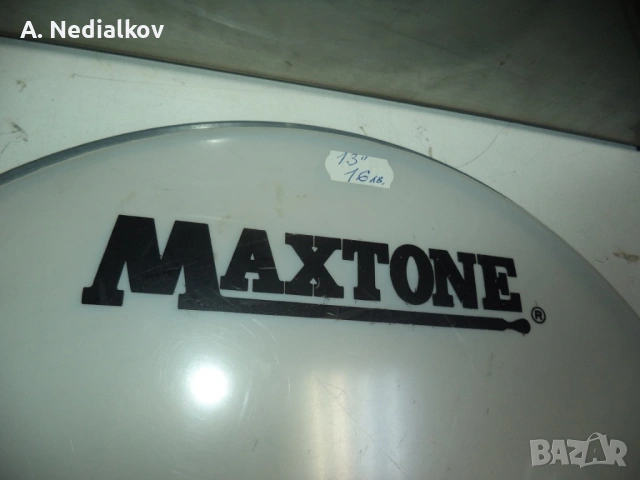 A. Nedialkov
13"
16лв.
MAXTONE
®
BAZAR